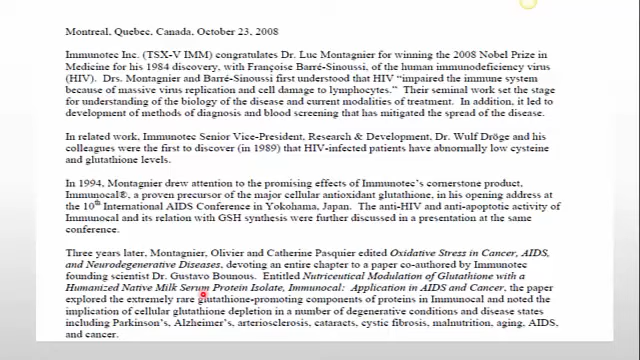 Montreal, Quebec, Canada, October 23, 2008
Immunotec Inc. (TSX-V IMM) congratulates Dr. Luc Montagnier for winning the 2008 Nobel Prize in
Medicine for his 1984 discovery, with Françoise Barré-Sinoussi, of the human immunodeficiency virus
(HIV). Drs. Montagnier and Barré-Sinoussi first understood that HIV “impaired the immune system
because of massive virus replication and cell damage to lymphocytes.” Their seminal work set the stage
for understanding of the biology of the disease and current modalities of treatment. In addition, it led to
development of methods of diagnosis and blood screening that has mitigated the spread of the disease.
In related work, Immunotec Senior Vice-President, Research & Development, Dr. Wulf Dröge and his
colleagues were the first to discover (in 1989) that HIV-infected patients have abnormally low cysteine
and glutathione levels.
In 1994, Montagnier drew attention to the promising effects of Immunotec's cornerstone product,
Immunocal®, a proven precursor of the major cellular antioxidant glutathione, in his opening address at
the 10th International AIDS Conference in Yokohama, Japan. The anti-HIV and anti-apoptotic activity of
Immunocal and its relation with GSH synthesis were further discussed in a presentation at the same
conference.
Three years later, Montagnier, Olivier and Catherine Pasquier edited Oxidative Stress in Cancer, AIDS,
and Neurodegenerative Diseases, devoting an entire chapter to a paper co-authored by Immunotec
founding scientist Dr. Gustavo Bounous. Entitled Nutriceutical Modulation of Glutathione with a
Humanized Native Milk Serum Protein Isolate, Immunocal: Application in AIDS and Cancer, the paper
explored the extremely rare glutathione-promoting components of proteins in Immunocal and noted the
implication of cellular glutathione depletion in a number of degenerative conditions and disease states
including Parkinson's, Alzheimer's, arteriosclerosis, cataracts, cystic fibrosis, malnutrition, aging, AIDS,
and cancer.